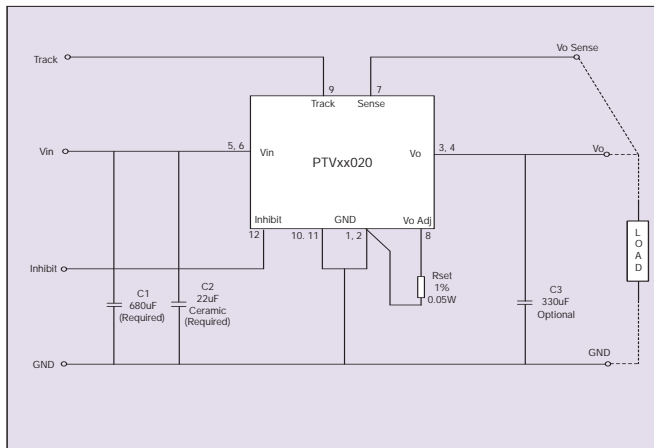 Track
Vo Sense
9
7
Track
Sense
Vin
5, 6
Vin
PTVxx020
Vo
3, 4
Vo
Inhibit
GND
Vo Adj
12
10. 11
1, 2
8
LOAD
Inhibit
C1
680uF
(Required)
C2
22uF
Ceramic
(Required)
Rset
1%
0.05W
C3
330uF
Optional
GND
GND